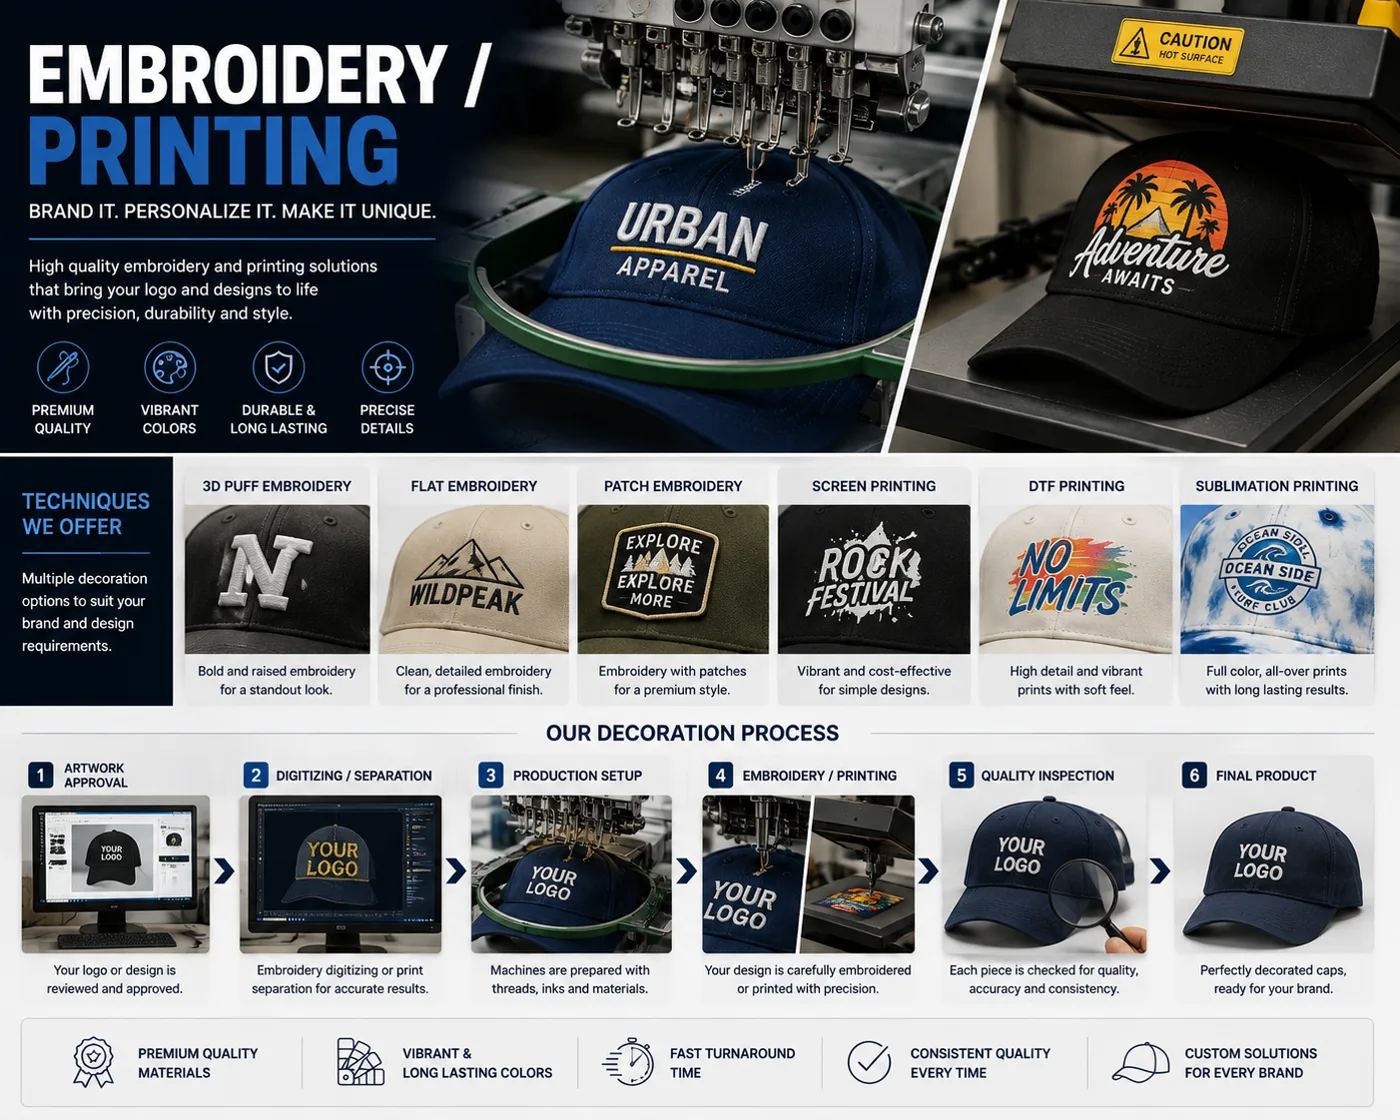 EMBROIDERY /
PRINTING
BRAND IT. PERSONALIZE IT. MAKE IT UNIQUE.
High quality embroidery and printing solutions
that bring your logo and designs to life
with precision, durability and style.
PREMIUM
QUALITY
VIBRANT
COLORS
DURABLE &
LONG LASTING
PRECISE
DETAILS
URBAN
APPAREL
CAUTION
HOT SURFACE
Adventure
AWAITS
TECHNIQUES
WE OFFER
Multiple decoration
options to suit your
brand and design
requirements.
3D PUFF EMBROIDERY
N
Bold and raised embroidery
for a standout look.
FLAT EMBROIDERY
WILDPEAK
Clean, detailed embroidery
for a professional finish.
PATCH EMBROIDERY
EXPLORE
EXPLORE
MORE
Embroidery with patches
for a premium style.
SCREEN PRINTING
ROCK
FESTIVAL
Vibrant and cost-effective
for simple designs.
DTF PRINTING
NO
LIMITS
High detail and vibrant
prints with soft feel.
SUBLIMATION PRINTING
OCEAN SIDE
CLUB
Full color, all-over prints
with long lasting results.
OUR DECORATION PROCESS
1 ARTWORK
APPROVAL
YOUR
LOGO
Your logo or design is
reviewed and approved.
2 DIGITIZING / SEPARATION
YOUR
LOGO
Embroidery digitizing or print
separation for accurate results.
3 PRODUCTION SETUP
YOUR
LOGO
Machines are prepared with
threads, inks and materials.
4 EMBROIDERY / PRINTING
YOUR
LOGO
Your design is carefully embroidered
or printed with precision.
5 QUALITY INSPECTION
YOUR
LOGO
Each piece is checked for quality,
accuracy and consistency.
6 FINAL PRODUCT
YOUR
LOGO
Perfectly decorated caps,
ready for your brand.
PREMIUM QUALITY
MATERIALS
VIBRANT &
LONG LASTING COLORS
FAST TURNAROUND
TIME
CONSISTENT QUALITY
EVERY TIME
CUSTOM SOLUTIONS
FOR EVERY BRAND